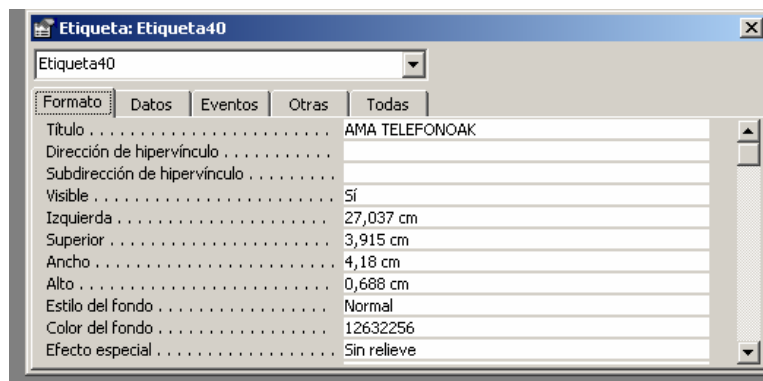 Etiqueta: Etiqueta40
Etiqueta40
Formato Datos Eventos Otras Todas
Título . . . . . . . . . . . . . . . . . . . . . . . . AMA TELEFONOAK
Dirección de hipervínculo . . . . . . . . . . .
Subdirección de hipervínculo . . . . . . . . .
Visible . . . . . . . . . . . . . . . . . . . . . . . . Sí
Izquierda . . . . . . . . . . . . . . . . . . . . . 27,037 cm
Superior . . . . . . . . . . . . . . . . . . . . . . 3,915 cm
Ancho . . . . . . . . . . . . . . . . . . . . . . . . 4,18 cm
Alto . . . . . . . . . . . . . . . . . . . . . . . . . 0,688 cm
Estilo del fondo . . . . . . . . . . . . . . . . . Normal
Color del fondo . . . . . . . . . . . . . . . . . 12632256
Efecto especial . . . . . . . . . . . . . . . . . . Sin relieve